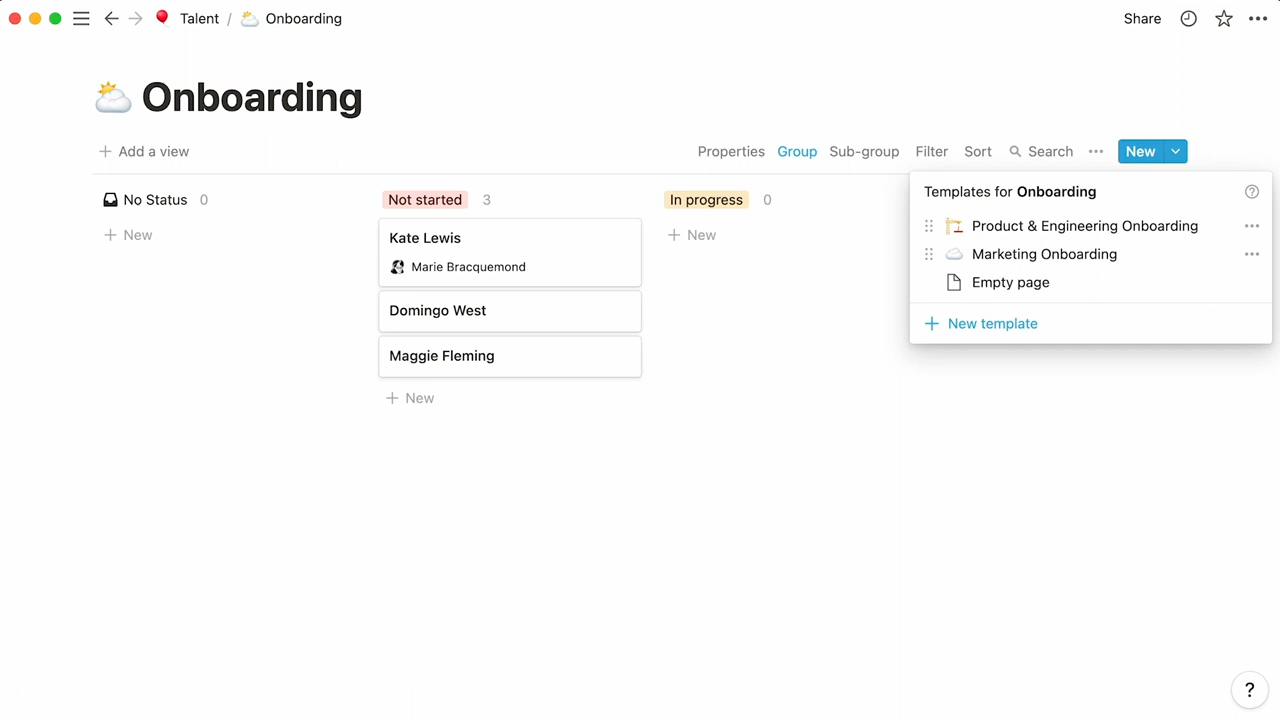 Talent / Onboarding
Share
Onboarding
Add a view
Properties Group Sub-group Filter Sort Search New
Templates for Onboarding
Product & Engineering Onboarding
Marketing Onboarding
Empty page
New template
No Status 0
New
Not started 3
Kate Lewis
Marie Bracquemond
Domingo West
Maggie Fleming
New
In progress 0
New
?